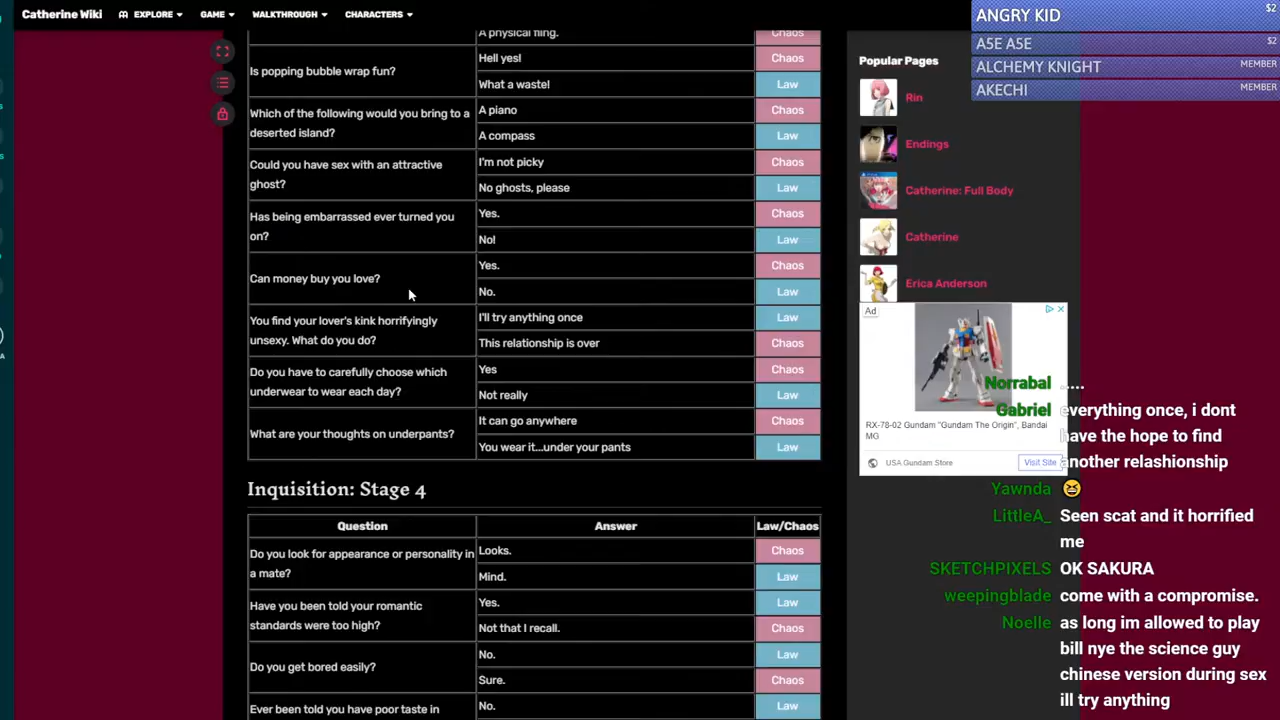 Catherine Wiki
EXPLORE
GAME
WALKTHROUGH
CHARACTERS
A physical fling.
Chaos
Is popping bubble wrap fun?
Hell yes!
Chaos
What a waste!
Law
Which of the following would you bring to a
deserted island?
A piano
Chaos
A compass
Law
Could you have sex with an attractive
ghost?
I'm not picky
Chaos
No ghosts, please
Law
Has being embarrassed ever turned you
on?
Yes.
Chaos
No!
Law
Can money buy you love?
Yes.
Chaos
No.
Law
You find your lover's kink horrifyingly
unsexy. What do you do?
I'll try anything once
Law
This relationship is over
Chaos
Do you have to carefully choose which
underwear to wear each day?
Yes
Chaos
Not really
Law
What are your thoughts on underpants?
It can go anywhere
Chaos
You wear it...under your pants
Law
Inquisition: Stage 4
Question
Answer
Law/Chaos
Do you look for appearance or personality in
a mate?
Looks.
Chaos
Mind.
Law
Have you been told your romantic
standards were too high?
Yes.
Law
Not that I recall.
Chaos
Do you get bored easily?
No.
Law
Sure.
Chaos
Ever been told you have poor taste in
No.
Law
Popular Pages
Rin
Endings
Catherine: Full Body
Catherine
Erica Anderson
Ad
RX-78-02 Gundam "Gundam The Origin", Bandai
MG
USA Gundam Store
Visit Site
ANGRY KID $2
A5E A5E $2
ALCHEMY KNIGHT MEMBER
AKECHI MEMBER
Norrabal .....
Gabriel everything once, i dont
have the hope to find
another relashionship
Yawnda 😆
LittleA_ Seen scat and it horrified
me
SKETCHPIXELS OK SAKURA
weepingblade come with a compromise.
Noelle as long im allowed to play
bill nye the science guy
chinese version during sex
ill try anything